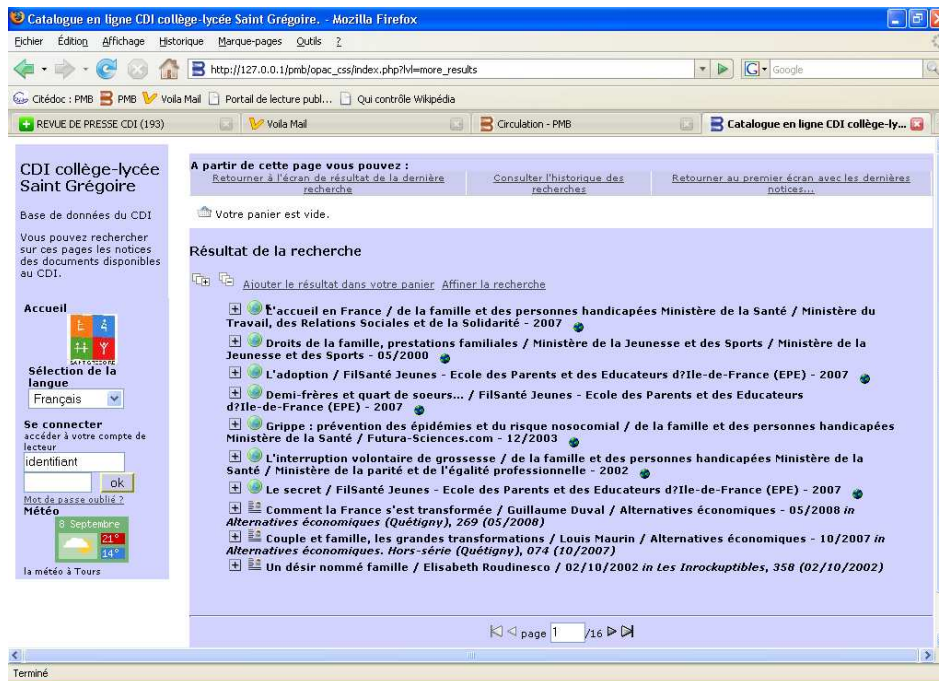 Catalogue en ligne CDI collège-lycée Saint Grégoire. - Mozilla Firefox
Fichier Édition Affichage Historique Marque-pages Outils ?
http://127.0.0.1/pmb/opac_css/index.php?lvl=more_results
Google
Citédoc : PMB PMB Voila Mail Portail de lecture publ... Qui contrôle Wikipédia
REVUE DE PRESSE CDI (193) Voila Mail Circulation - PMB Catalogue en ligne CDI collège-ly...
CDI collège-lycée
Saint Grégoire
Base de données du CDI
Vous pouvez rechercher
sur ces pages les notices
des documents disponibles
au CDI.
Accueil
SAINT GREGOIRE
Sélection de la
langue
Français
Se connecter
accéder à votre compte de
lecteur
identifiant
ok
Mot de passe oublié ?
Météo
8 Septembre
21°
14°
la météo à Tours
A partir de cette page vous pouvez :
Retourner à l'écran de résultat de la dernière
recherche
Consulter l'historique des
recherches
Retourner au premier écran avec les dernières
notices...
Votre panier est vide.
Résultat de la recherche
Ajouter le résultat dans votre panier Affiner la recherche
L'accueil en France / de la famille et des personnes handicapées Ministère de la Santé / Ministère du
Travail, des Relations Sociales et de la Solidarité - 2007
Droits de la famille, prestations familiales / Ministère de la Jeunesse et des Sports / Ministère de la
Jeunesse et des Sports - 05/2000
L'adoption / FilSanté Jeunes - Ecole des Parents et des Educateurs d?Ile-de-France (EPE) - 2007
Demi-frères et quart de soeurs... / FilSanté Jeunes - Ecole des Parents et des Educateurs
d?Ile-de-France (EPE) - 2007
Grippe : prévention des épidémies et du risque nosocomial / de la famille et des personnes handicapées
Ministère de la Santé / Futura-Sciences.com - 12/2003
L'interruption volontaire de grossesse / de la famille et des personnes handicapées Ministère de la
Santé / Ministère de la parité et de l'égalité professionnelle - 2002
Le secret / FilSanté Jeunes - Ecole des Parents et des Educateurs d?Ile-de-France (EPE) - 2007
Comment la France s'est transformée / Guillaume Duval / Alternatives économiques - 05/2008 in
Alternatives économiques (Quétigny), 269 (05/2008)
Couple et famille, les grandes transformations / Louis Maurin / Alternatives économiques - 10/2007 in
Alternatives économiques. Hors-série (Quétigny), 074 (10/2007)
Un désir nommé famille / Elisabeth Roudinesco / 02/10/2002 in Les Inrockuptibles, 358 (02/10/2002)
page 1 /16
Terminé